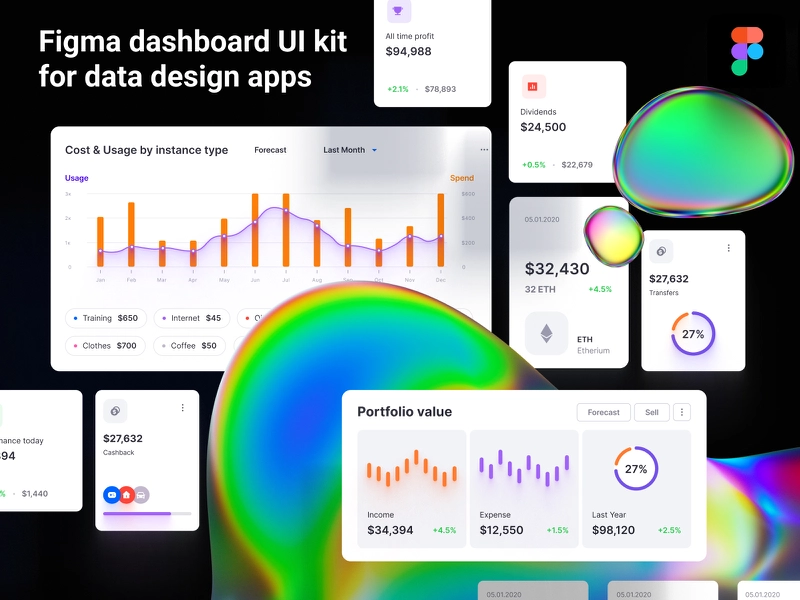 Figma dashboard UI kit
for data design apps
All time profit
$94,988
+2.1% · $78,893
Dividends
$24,500
+0.5% · $22,679
Cost & Usage by instance type
Forecast
Last Month
Usage
Spend
3x
2x
1x
0
$600
$400
$100
0
Jan Feb Mar Apr May Jun Jul Aug Sep Oct Nov Dec
Training $650
Internet $45
Clothes $700
Coffee $50
05.01.2020
$32,430
32 ETH
+4.5%
ETH
Etherium
$27,632
Transfers
27%
nance today
94
% · $1,440
$27,632
Cashback
Portfolio value
Forecast
Sell
Income
$34,394 +4.5%
Expense
$12,550 +1.5%
27%
Last Year
$98,120 +2.5%
05.01.2020
05.01.2020
05.01.2020